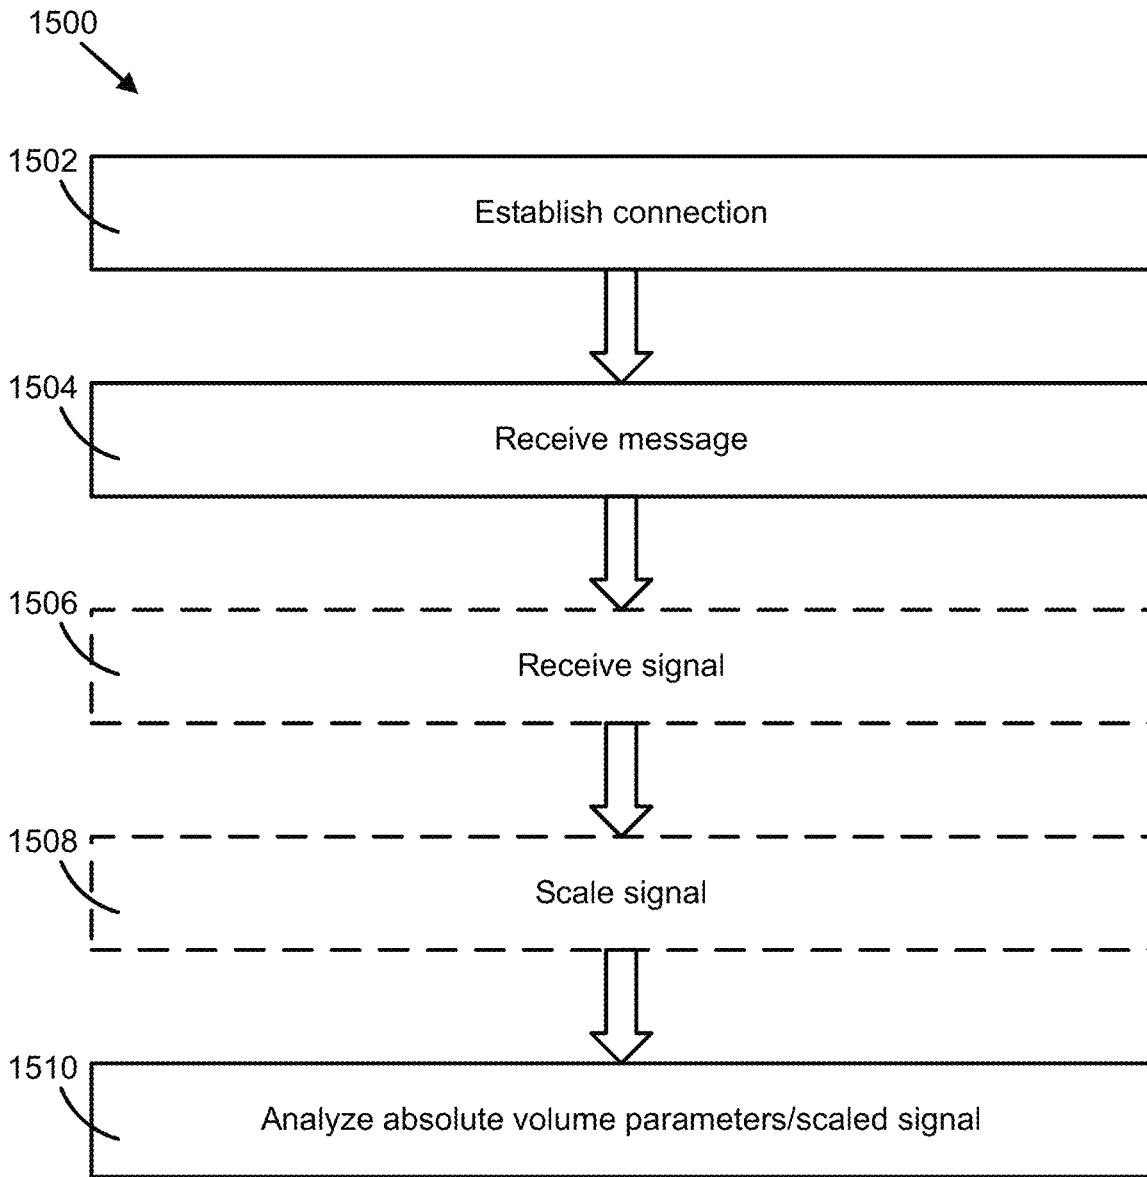 1500
1502
Establish connection
1504
Receive message
1506
Receive signal
1508
Scale signal
1510
Analyze absolute volume parameters/scaled signal